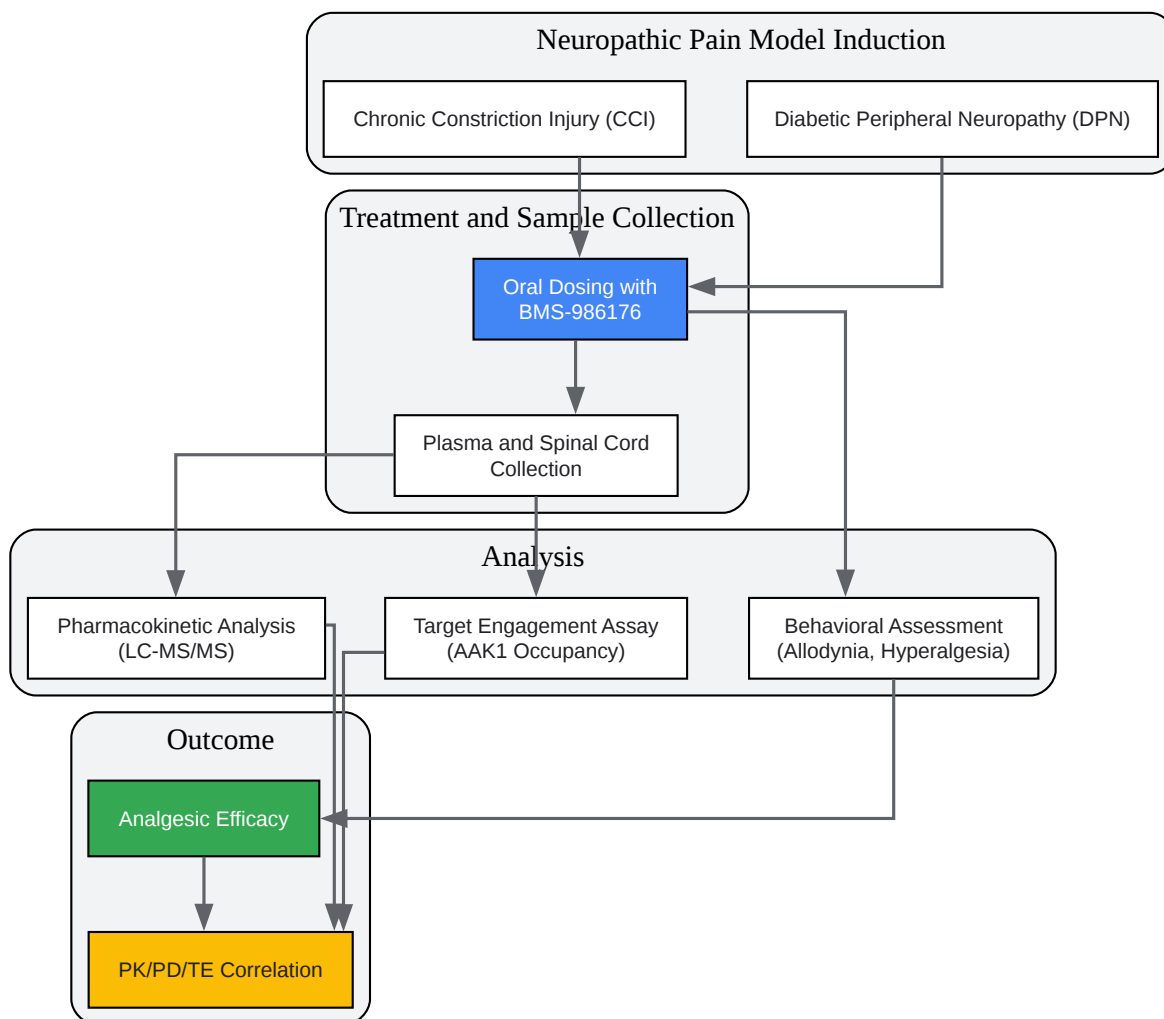 Neuropathic Pain Model Induction
Chronic Constriction Injury (CCI)
Diabetic Peripheral Neuropathy (DPN)
Treatment and Sample Collection
Oral Dosing with
BMS-986176
Plasma and Spinal Cord
Collection
Analysis
Pharmacokinetic Analysis
(LC-MS/MS)
Target Engagement Assay
(AAK1 Occupancy)
Behavioral Assessment
(Allodynia, Hyperalgesia)
Outcome
Analgesic Efficacy
PK/PD/TE Correlation